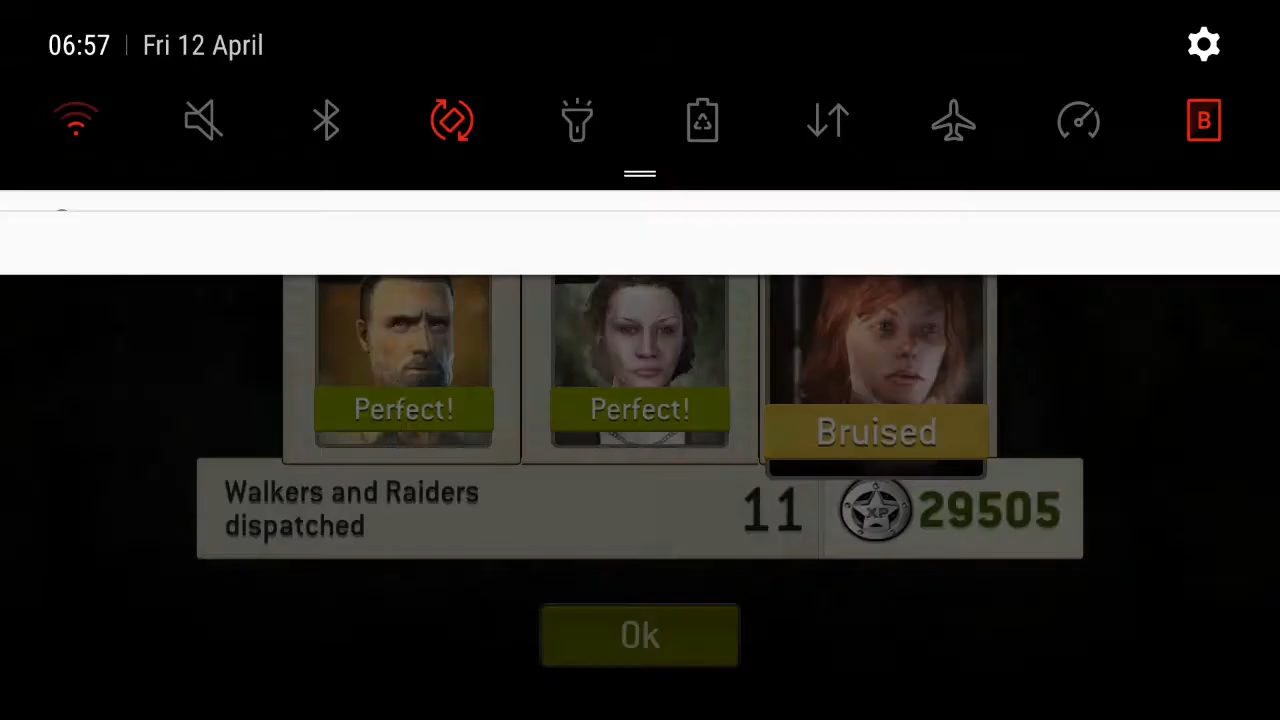 06:57 | Fri 12 April
B
Perfect! Perfect! Bruised
Walkers and Raiders
dispatched
11 XP 29505
Ok